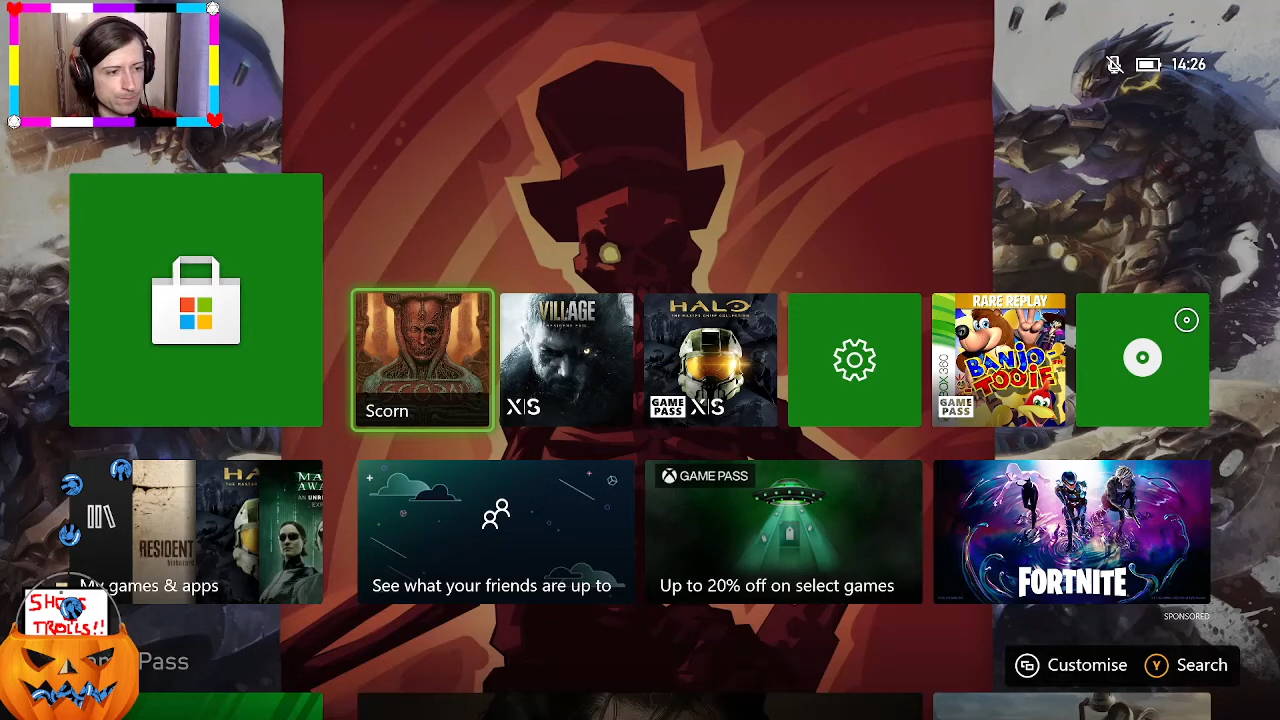 14:26
Scorn
VILLAGE
X|S
HALO
THE MASTER CHIEF COLLECTION
GAME
PASS
X|S
RARE REPLAY
XBOX 360
BANJO-
TOOIE
GAME
PASS
RESIDENT
My games & apps
See what your friends are up to
GAME PASS
Up to 20% off on select games
FORTNITE
SPONSORED
TROLLS!!
Pass
Customise
Y Search